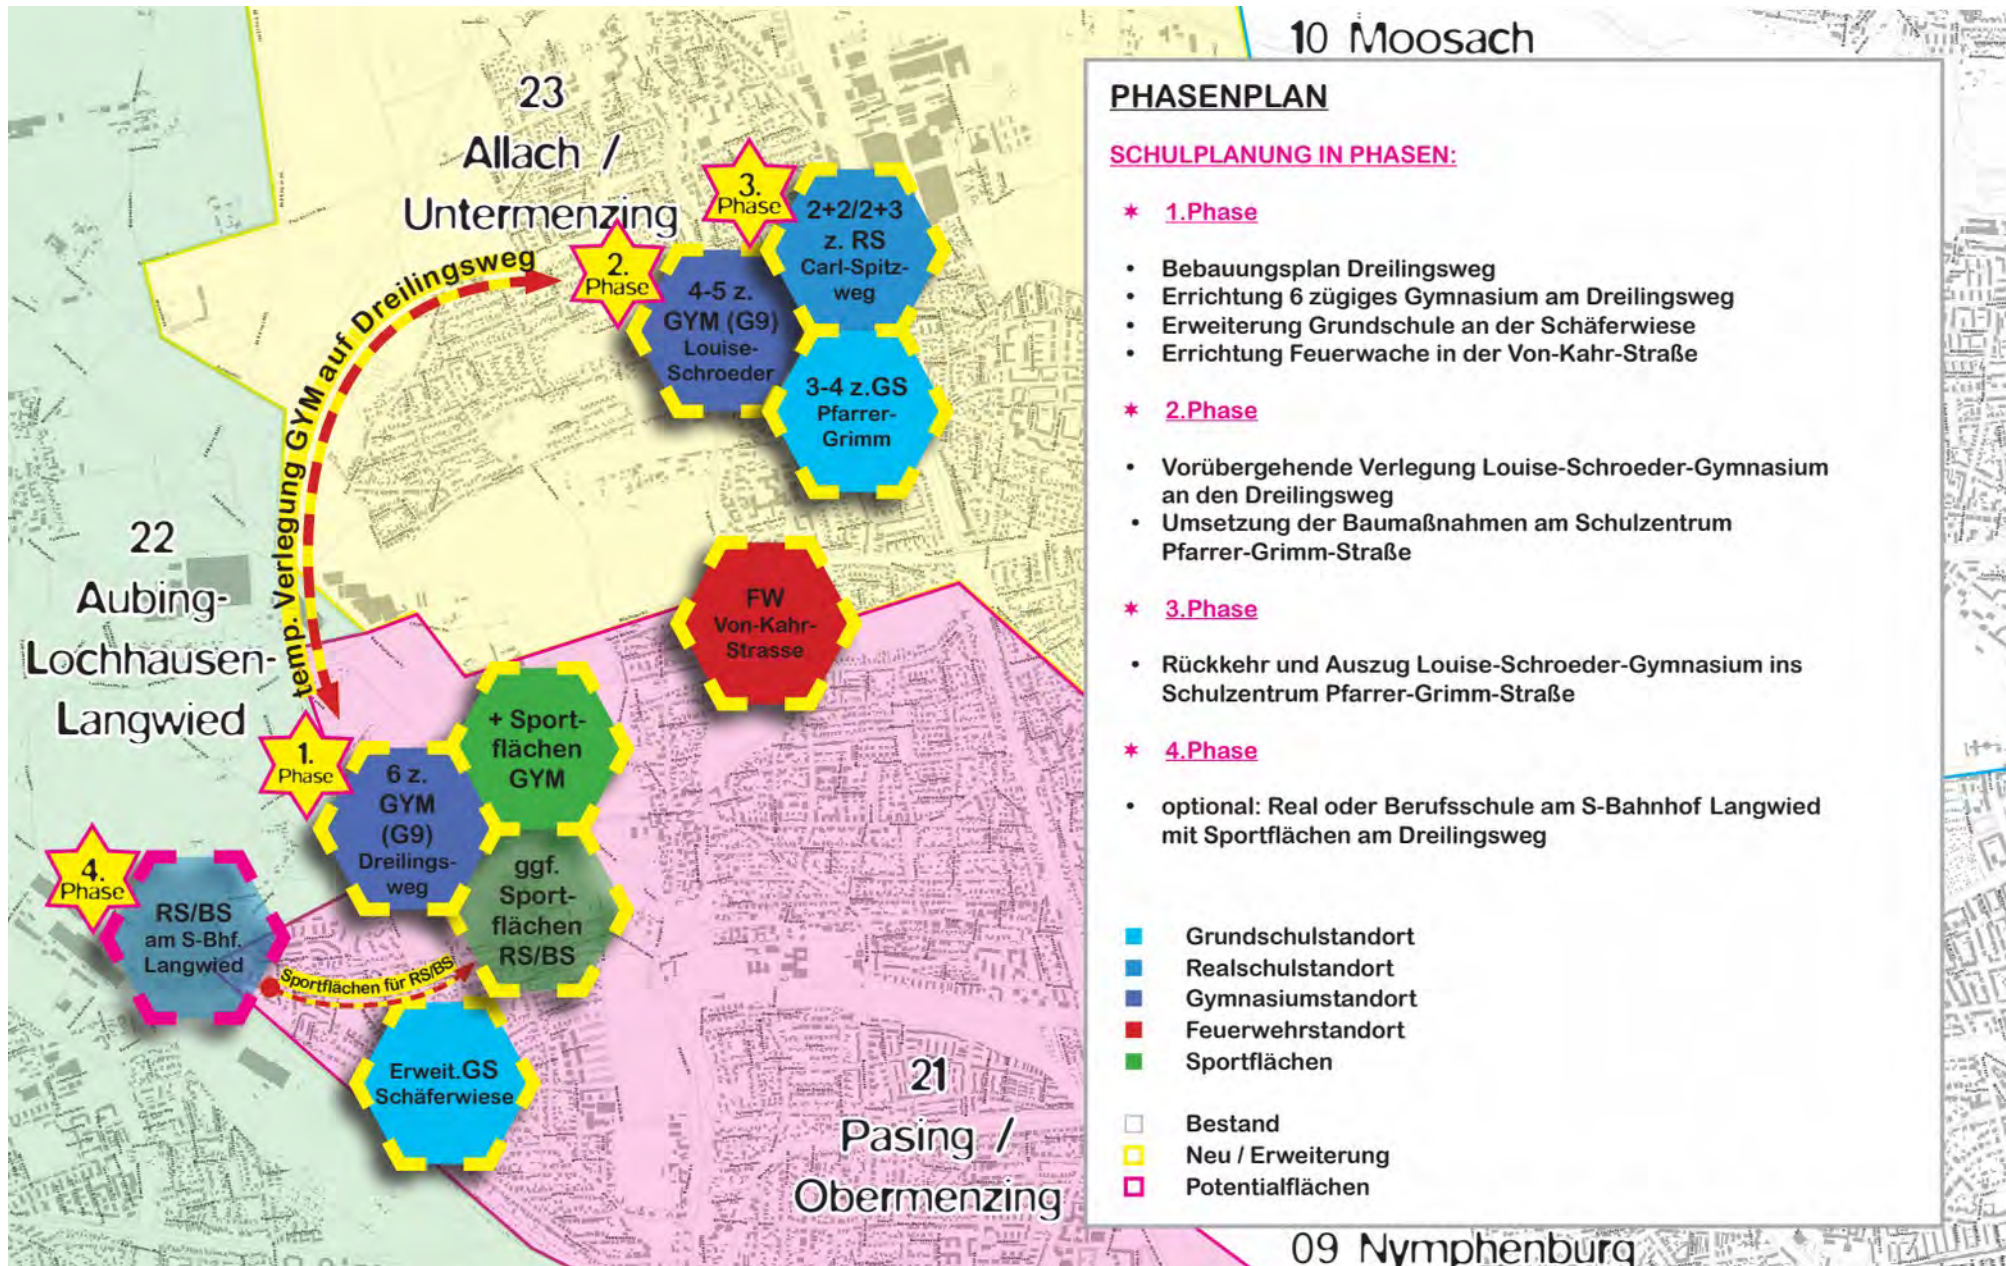 10 Moosach
23
Allach /
Untermenzing
22
Aubing-
Lochhausen-
Langwied
21
Pasing /
Obermenzing
09 Nymphenburg
temp. Verlegung GYM auf Dreilingsweg
3.
Phase
2+2/2+3
z. RS
Carl-Spitz-
weg
2.
Phase
4-5 z.
GYM (G9)
Louise-
Schroeder
3-4 z.GS
Pfarrer-
Grimm
FW
Von-Kahr-
Strasse
+ Sport-
flächen
GYM
1.
Phase
6 z.
GYM
(G9)
Dreilings-
weg
ggf.
Sport-
flächen
RS/BS
4.
Phase
RS/BS
am S-Bhf.
Langwied
Sportflächen für RS/BS
Erweit.GS
Schäferwiese
PHASENPLAN
SCHULPLANUNG IN PHASEN:
✶ 1.Phase
• Bebauungsplan Dreilingsweg
• Errichtung 6 zügiges Gymnasium am Dreilingsweg
• Erweiterung Grundschule an der Schäferwiese
• Errichtung Feuerwache in der Von-Kahr-Straße
✶ 2.Phase
• Vorübergehende Verlegung Louise-Schroeder-Gymnasium
an den Dreilingsweg
• Umsetzung der Baumaßnahmen am Schulzentrum
Pfarrer-Grimm-Straße
✶ 3.Phase
• Rückkehr und Auszug Louise-Schroeder-Gymnasium ins
Schulzentrum Pfarrer-Grimm-Straße
✶ 4.Phase
• optional: Real oder Berufsschule am S-Bahnhof Langwied
mit Sportflächen am Dreilingsweg
Grundschulstandort
Realschulstandort
Gymnasiumstandort
Feuerwehrstandort
Sportflächen
Bestand
Neu / Erweiterung
Potentialflächen